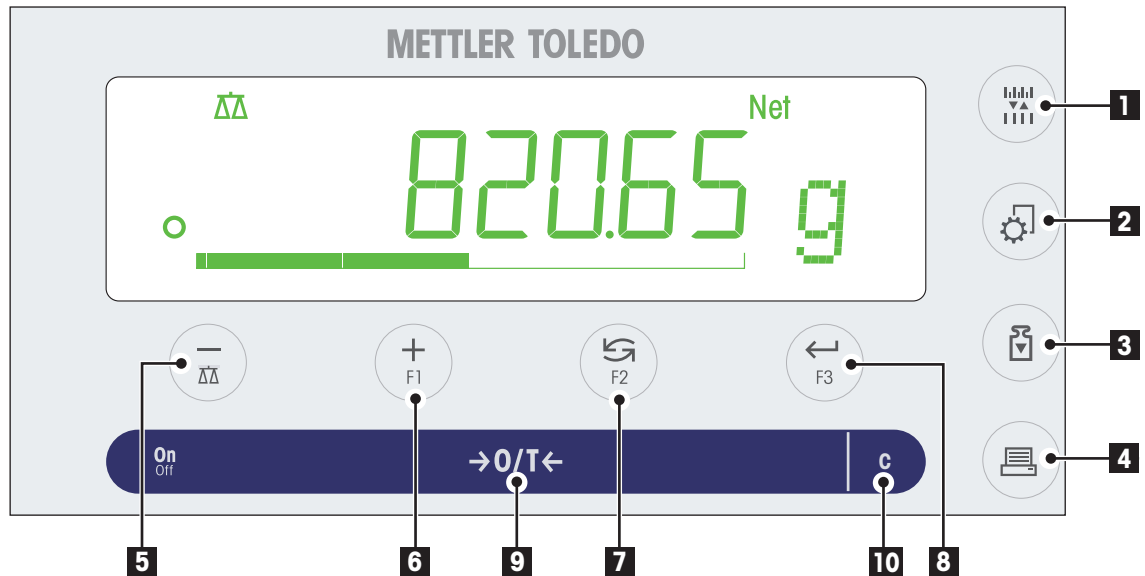 METTLER TOLEDO
Net
820.65 g
F1
F2
F3
On
Off
→0/T←
C
1
2
3
4
5
6
9
7
10
8